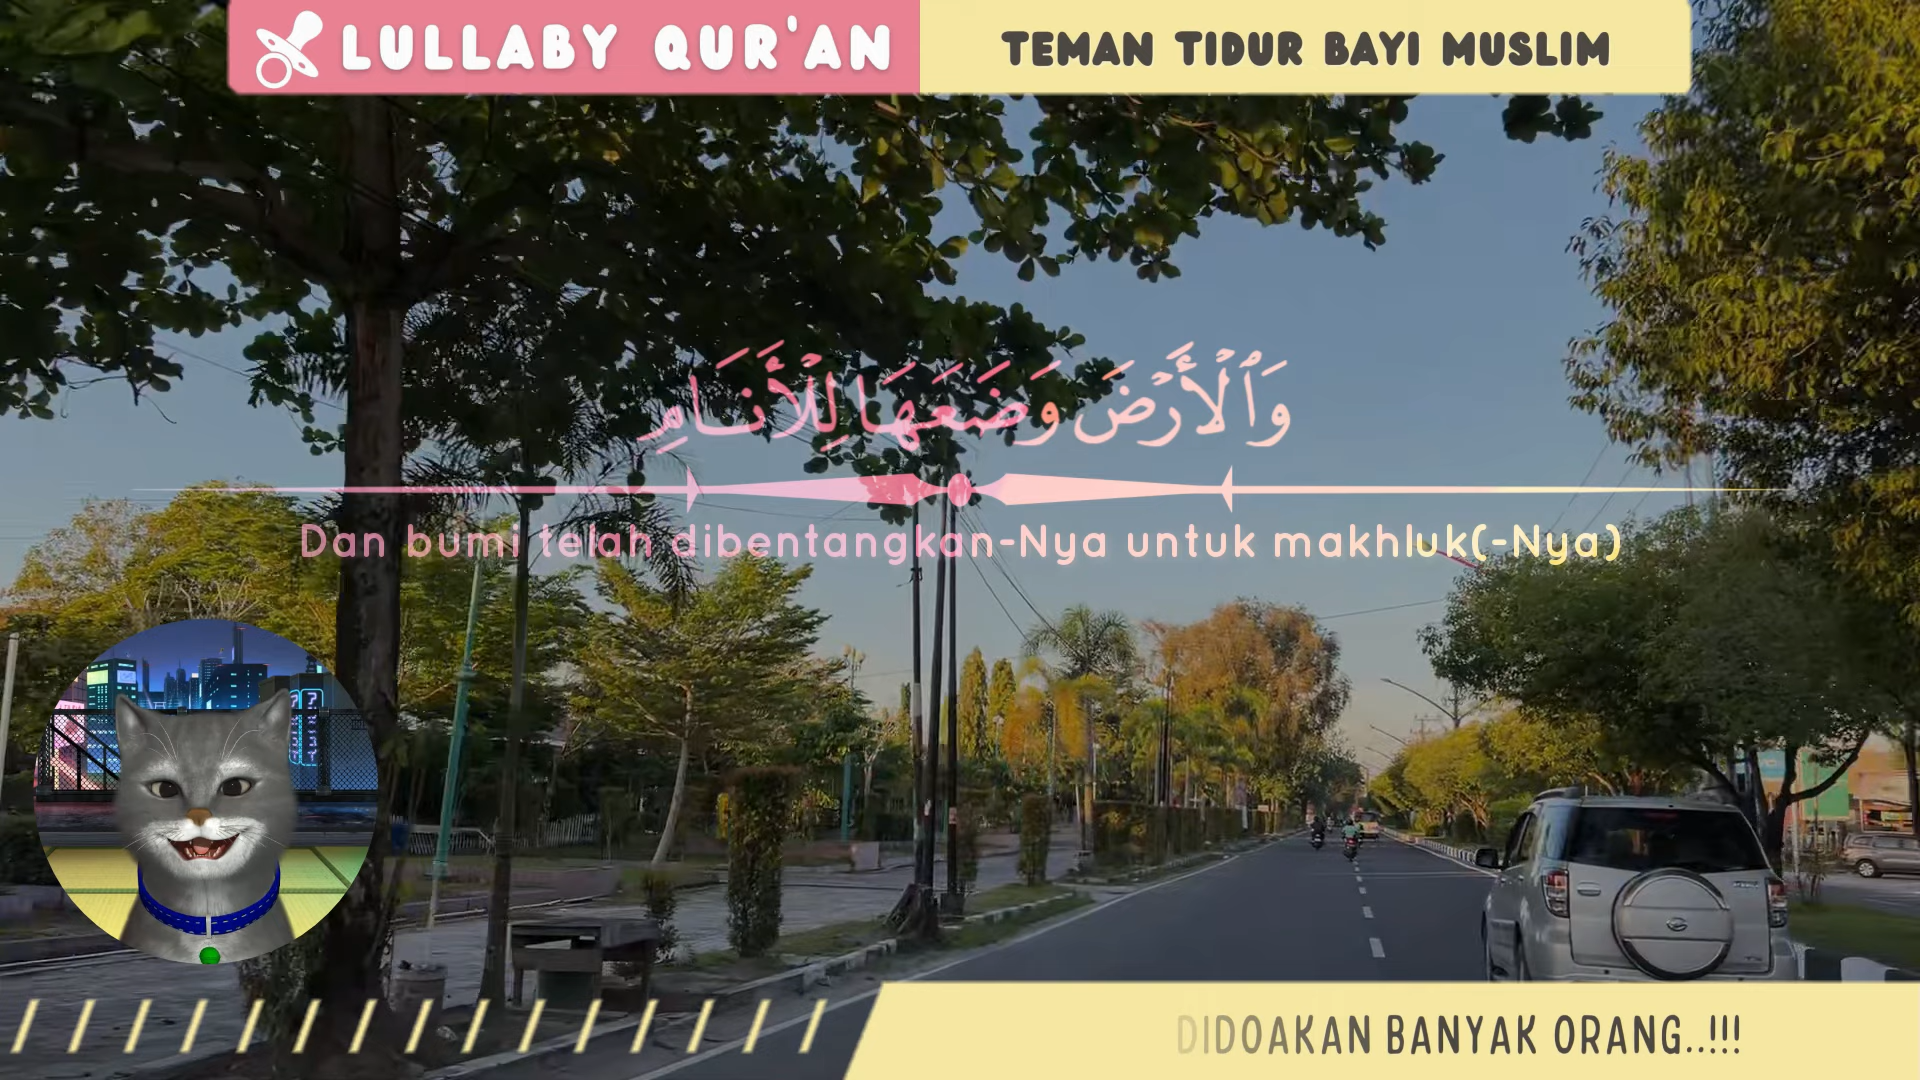 LULLABY QUR'AN
TEMAN TIDUR BAYI MUSLIM
وَٱلْأَرْضَ وَضَعَهَا لِلْأَنَامِ
Dan bumi telah dibentangkan-Nya untuk makhluk(-Nya)
DIDOAKAN BANYAK ORANG..!!!